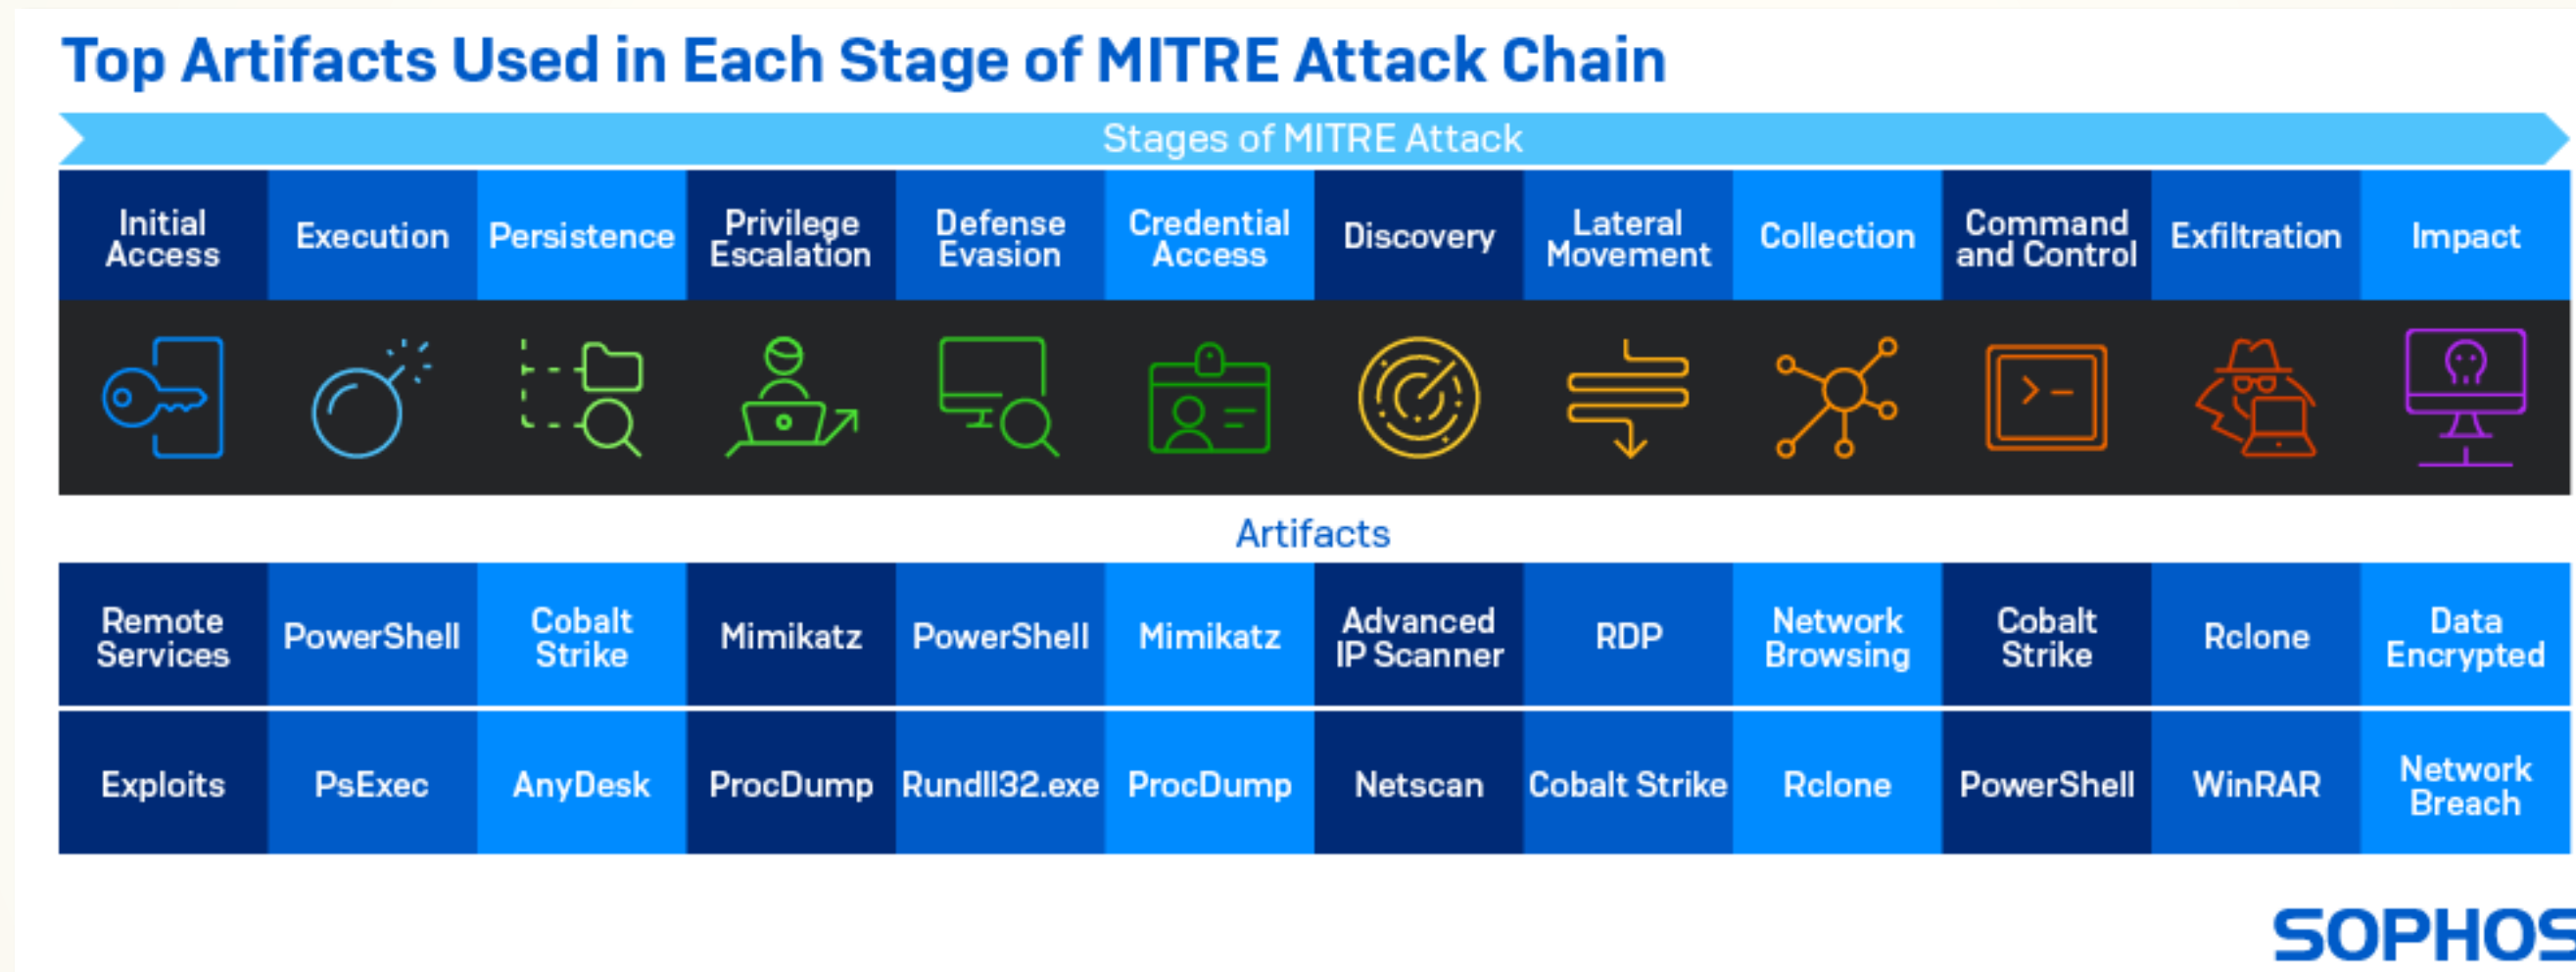 Top Artifacts Used in Each Stage of MITRE Attack Chain
Stages of MITRE Attack
Initial
Access
Execution
Persistence
Privilege
Escalation
Defense
Evasion
Credential
Access
Discovery
Lateral
Movement
Collection
Command
and Control
Exfiltration
Impact
Artifacts
Remote
Services
PowerShell
Cobalt
Strike
Mimikatz
PowerShell
Mimikatz
Advanced
IP Scanner
RDP
Network
Browsing
Cobalt
Strike
Rclone
Data
Encrypted
Exploits
PsExec
AnyDesk
ProcDump
Rundll32.exe
ProcDump
Netscan
Cobalt Strike
Rclone
PowerShell
WinRAR
Network
Breach
SOPHOS